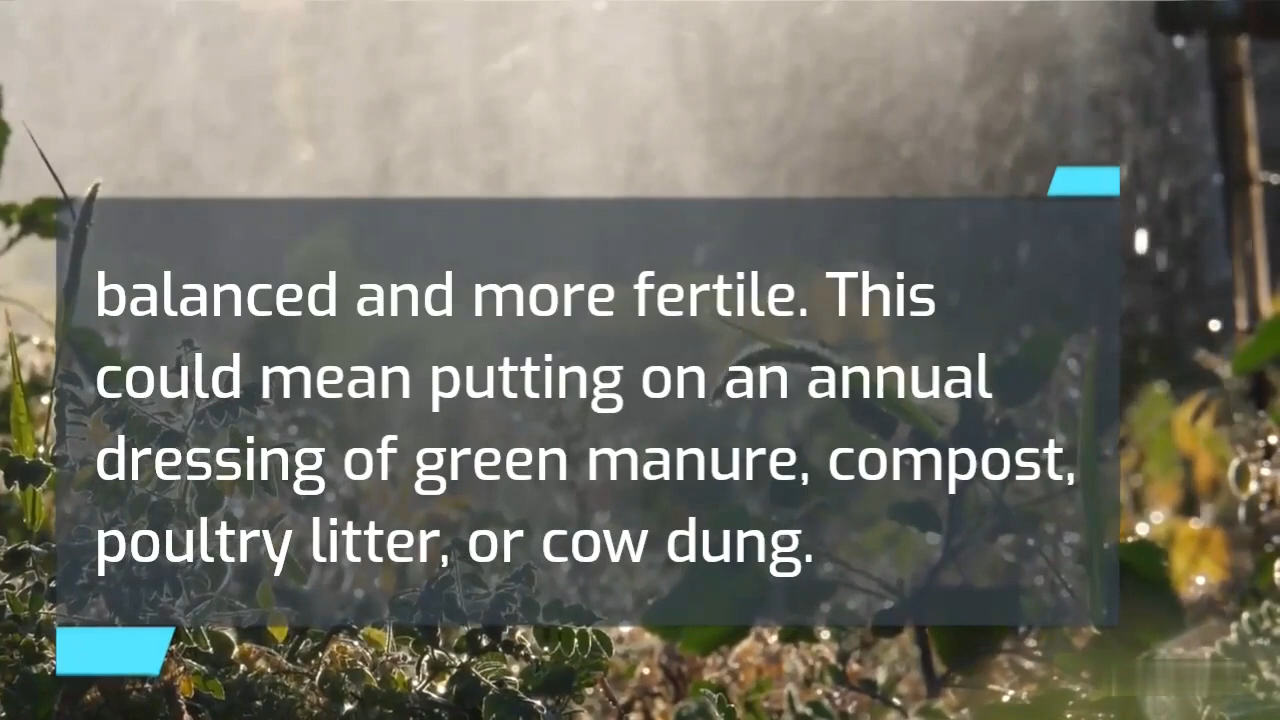 balanced and more fertile. This
could mean putting on an annual
dressing of green manure, compost,
poultry litter, or cow dung.